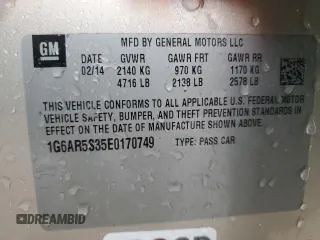 GM
MFD BY GENERAL MOTORS LLC
DATE GVWR GAWR FRT GAWR RR
02/14 2140 KG 970 KG 1170 KG
4716 LB 2138 LB 2578 LB
THIS VEHICLE CONFORMS TO ALL APPLICABLE U.S. FEDERAL MOTOR
VEHICLE SAFETY, BUMPER, AND THEFT PREVENTION STANDARDS
IN EFFECT ON THE DATE OF MANUFACTURE SHOWN ABOVE.
1G6AR5S35E0170749 TYPE: PASS CAR
DREAMBID